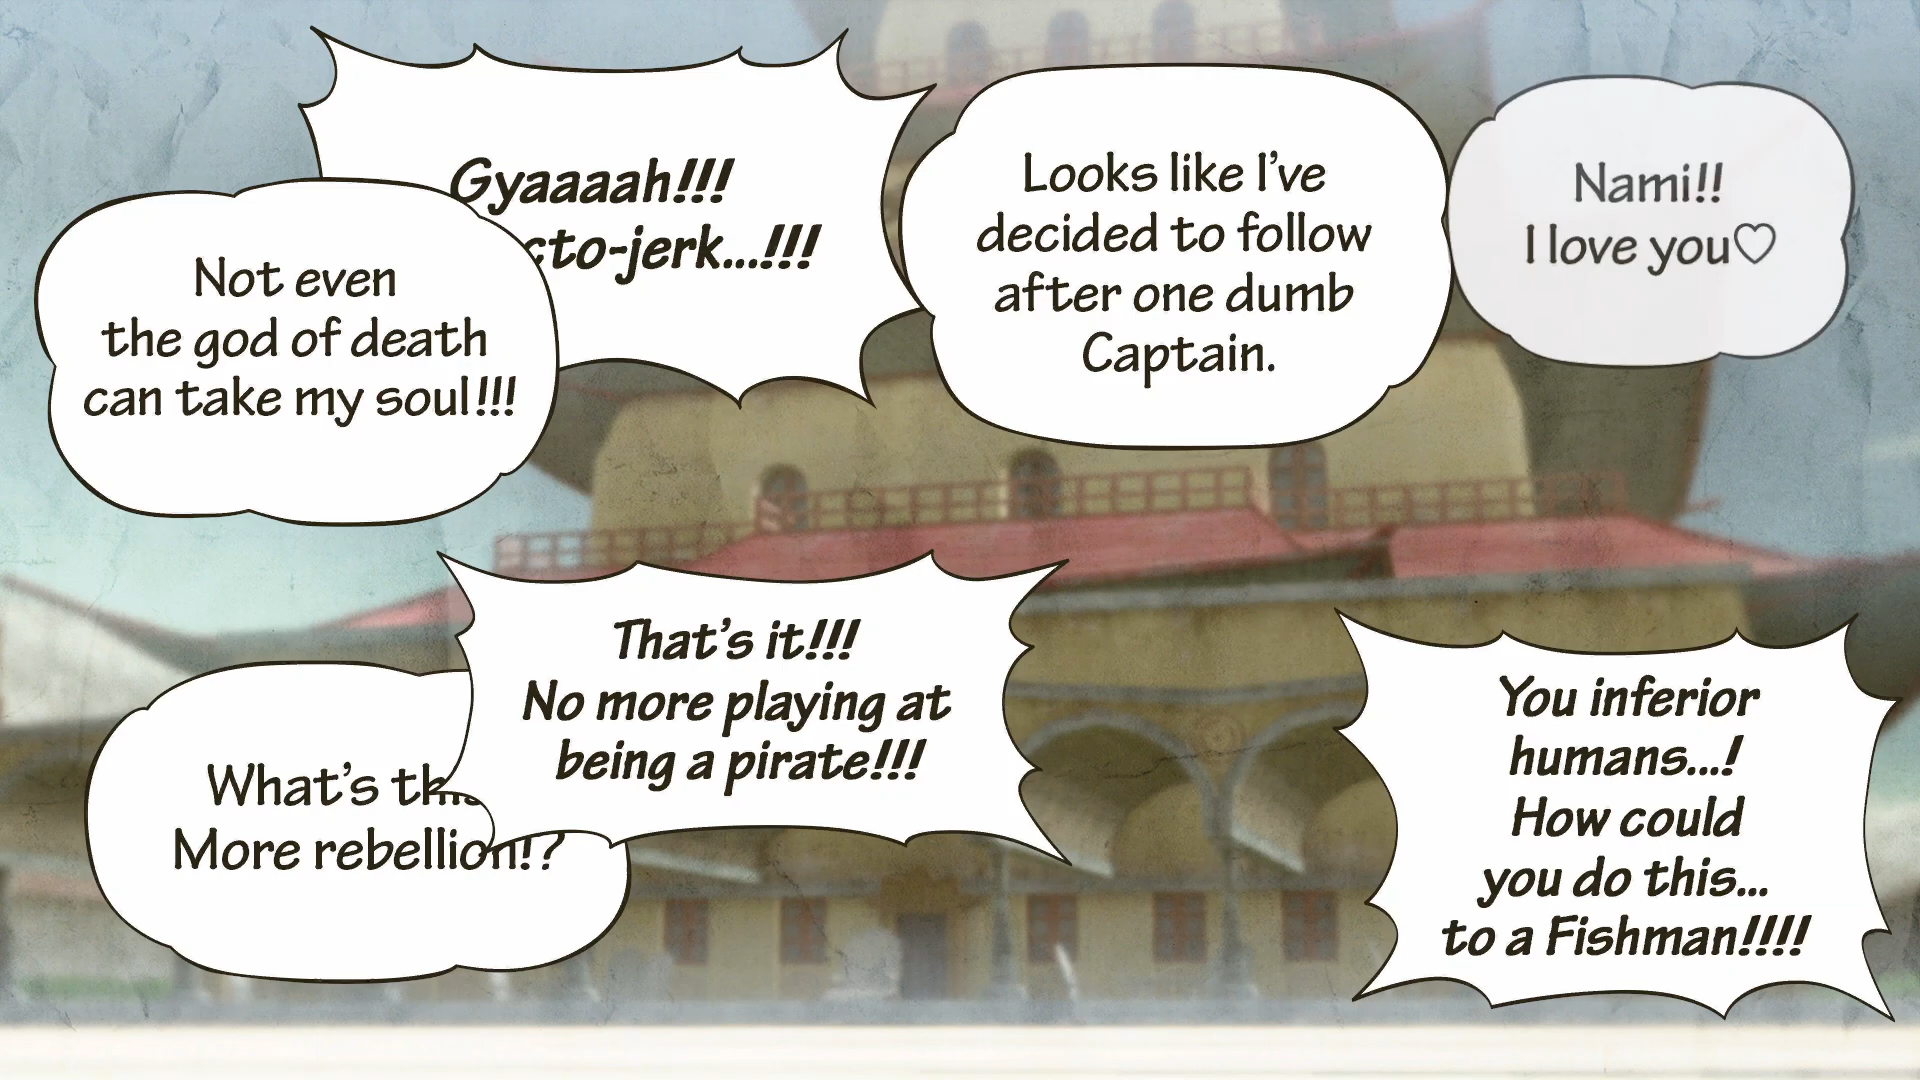 Gyaaaah!!!
cto-jerk...!!!
Looks like I've
decided to follow
after one dumb
Captain.
Nami!!
I love you♡
Not even
the god of death
can take my soul!!!
That's it!!!
No more playing at
being a pirate!!!
What's
More rebellion!?
You inferior
humans...!
How could
you do this...
to a Fishman!!!!